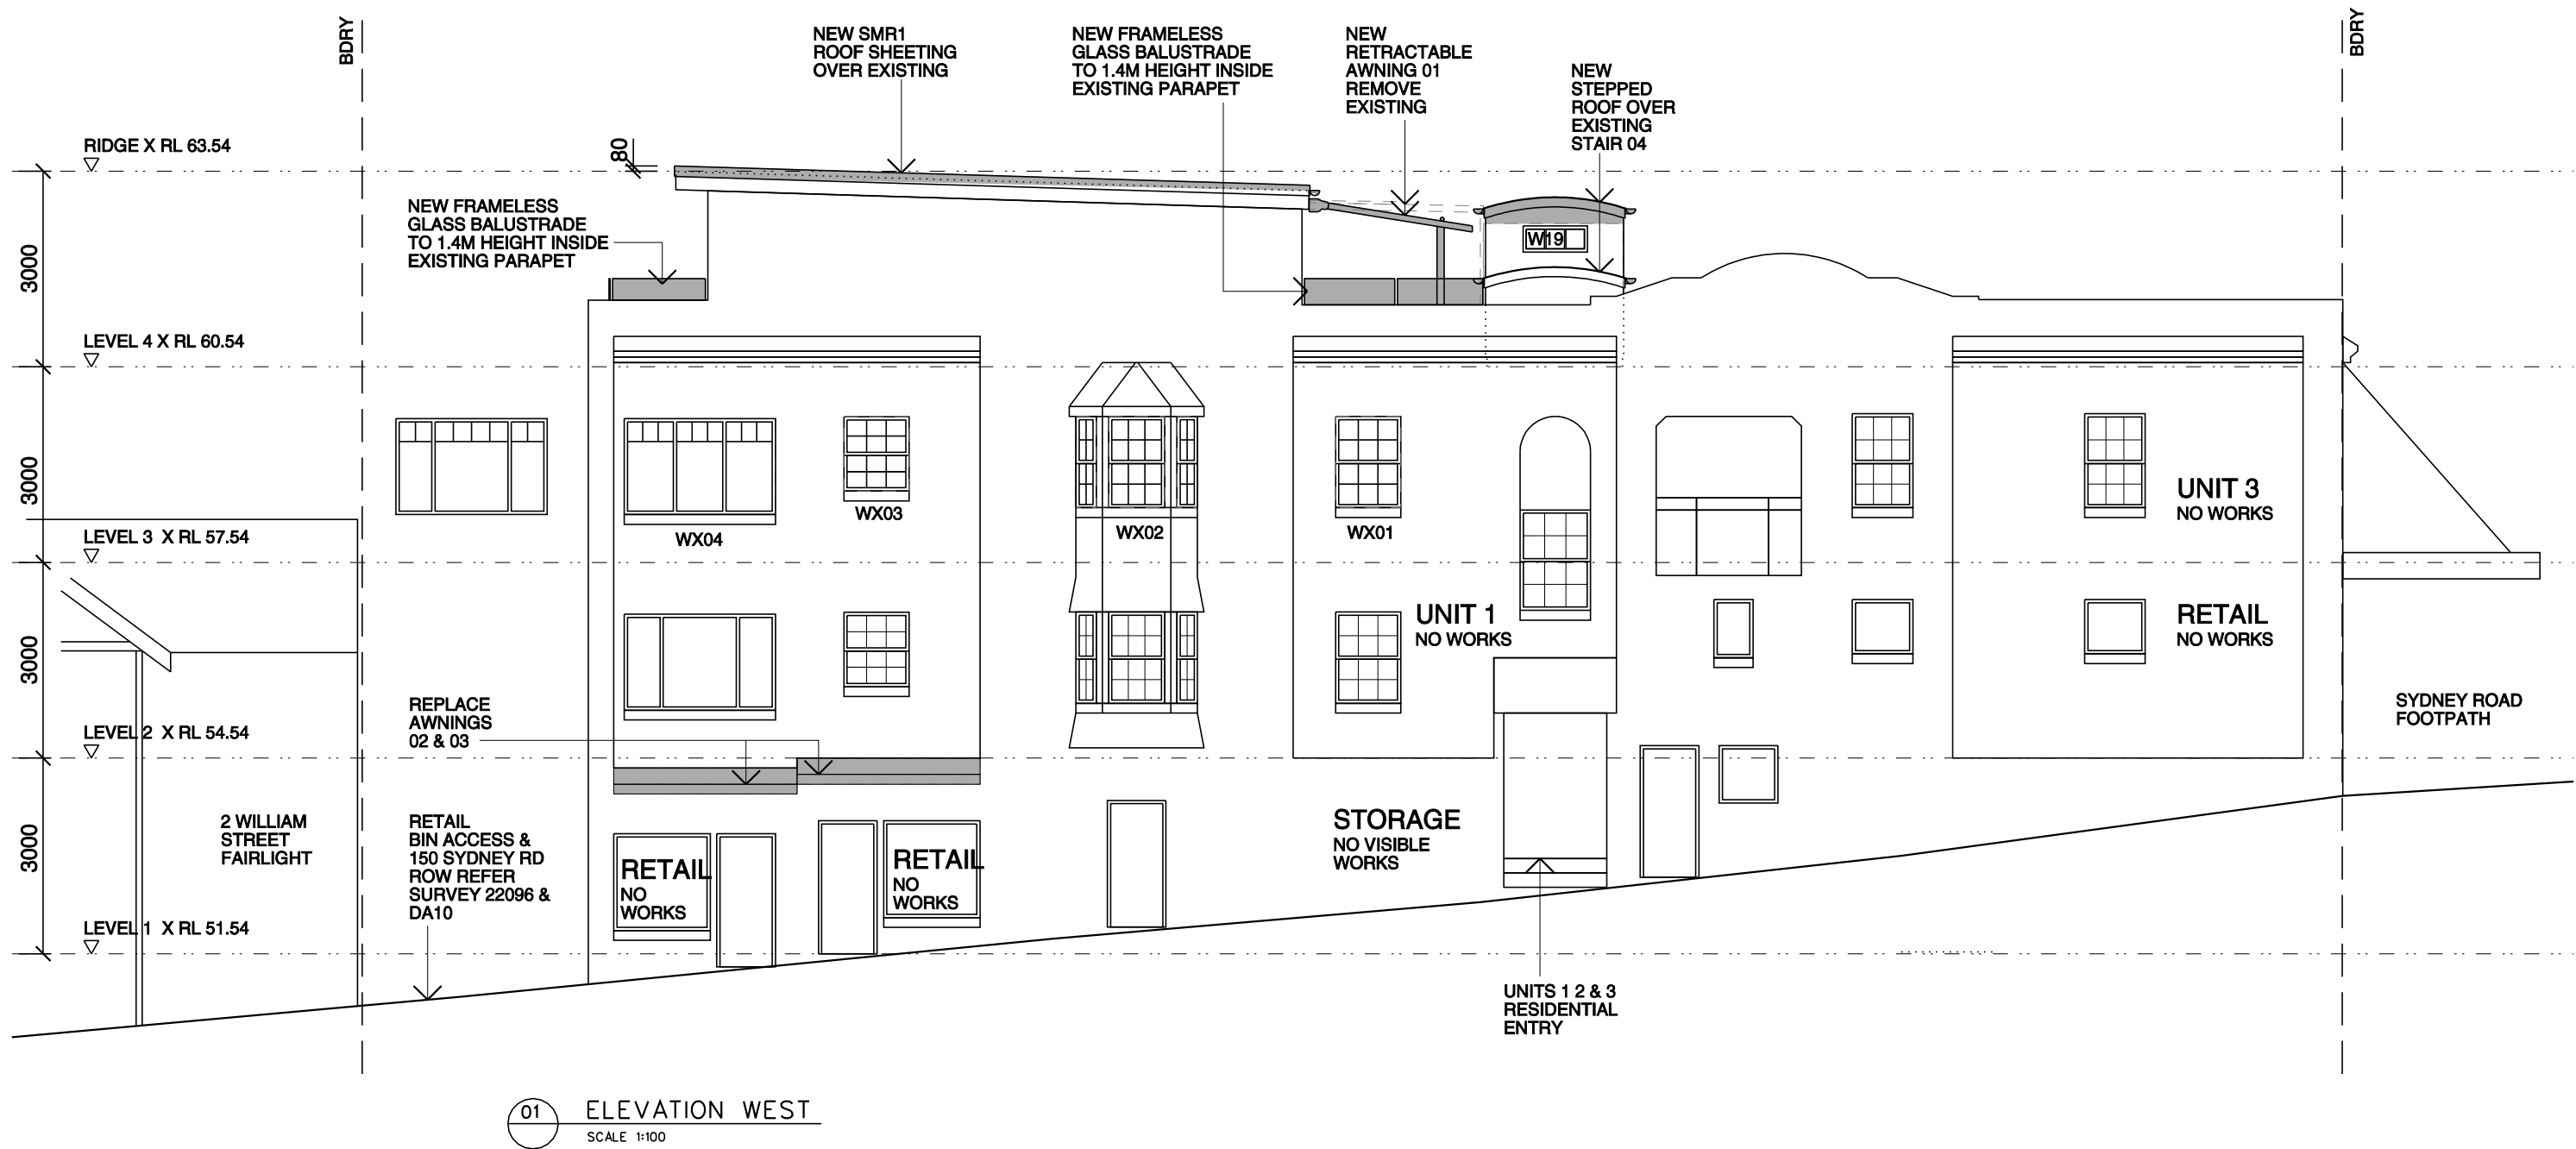 BDRY
NEW SMR1
ROOF SHEETING
OVER EXISTING
NEW FRAMELESS
GLASS BALUSTRADE
TO 1.4M HEIGHT INSIDE
EXISTING PARAPET
NEW
RETRACTABLE
AWNING 01
REMOVE
EXISTING
NEW
STEPPED
ROOF OVER
EXISTING
STAIR 04
BDRY
RIDGE X RL 63.54
80
NEW FRAMELESS
GLASS BALUSTRADE
TO 1.4M HEIGHT INSIDE
EXISTING PARAPET
W19
3000
LEVEL 4 X RL 60.54
3000
WX04
WX03
WX02
WX01
UNIT 3
NO WORKS
LEVEL 3 X RL 57.54
3000
UNIT 1
NO WORKS
RETAIL
NO WORKS
SYDNEY ROAD
FOOTPATH
LEVEL 2 X RL 54.54
REPLACE
AWNINGS
02 & 03
3000
2 WILLIAM
STREET
FAIRLIGHT
RETAIL
BIN ACCESS &
150 SYDNEY RD
ROW REFER
SURVEY 22096 &
DA10
RETAIL
NO
WORKS
RETAIL
NO
WORKS
STORAGE
NO VISIBLE
WORKS
LEVEL 1 X RL 51.54
UNITS 1 2 & 3
RESIDENTIAL
ENTRY
01
ELEVATION WEST
SCALE 1:100